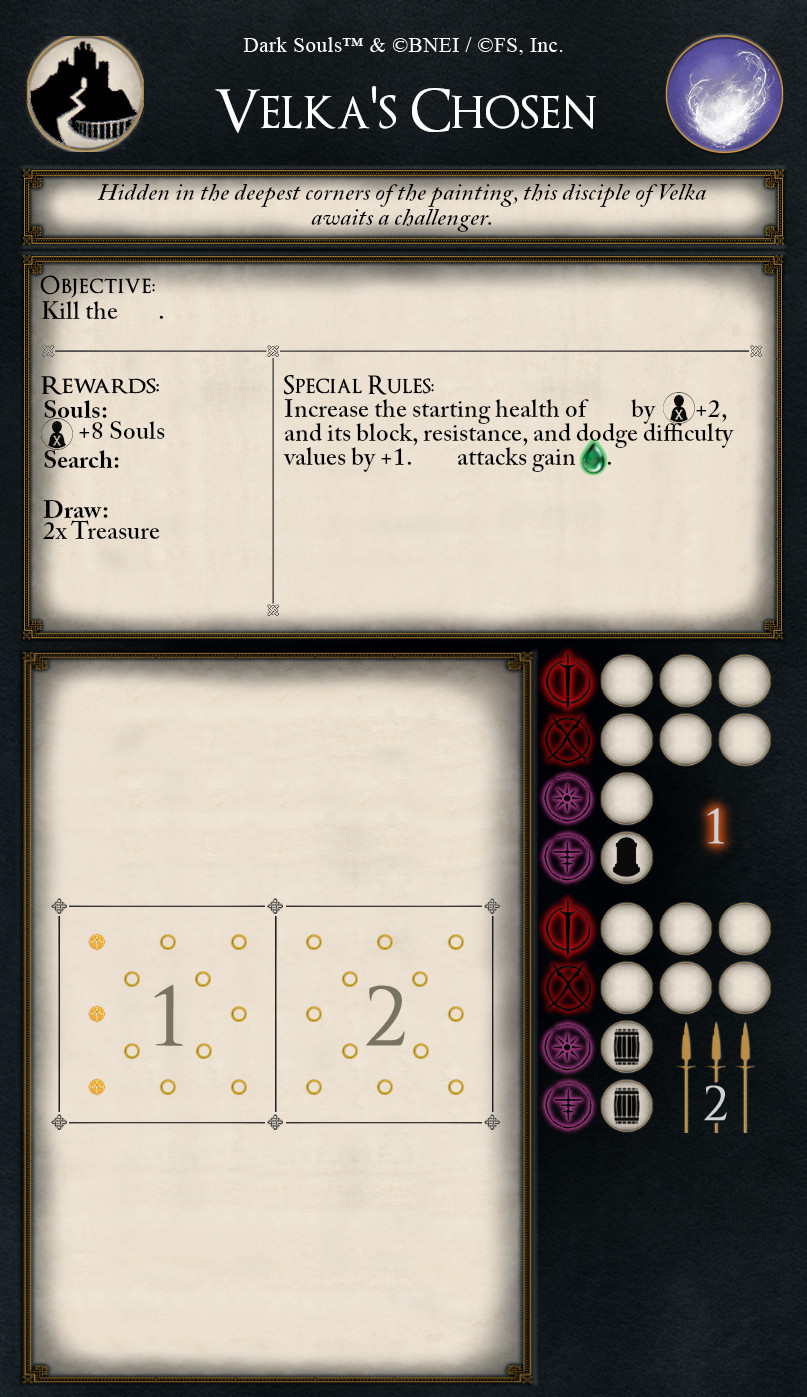 Dark Souls™ & ©BNEI / ©FS, Inc.
Velka's Chosen
Hidden in the deepest corners of the painting, this disciple of Velka
awaits a challenger.
Objective:
Kill the .
Rewards:
Souls:
X +8 Souls
Search:
Draw:
2x Treasure
Special Rules:
Increase the starting health of by X +2,
and its block, resistance, and dodge difficulty
values by +1. attacks gain .
1
2
1
2